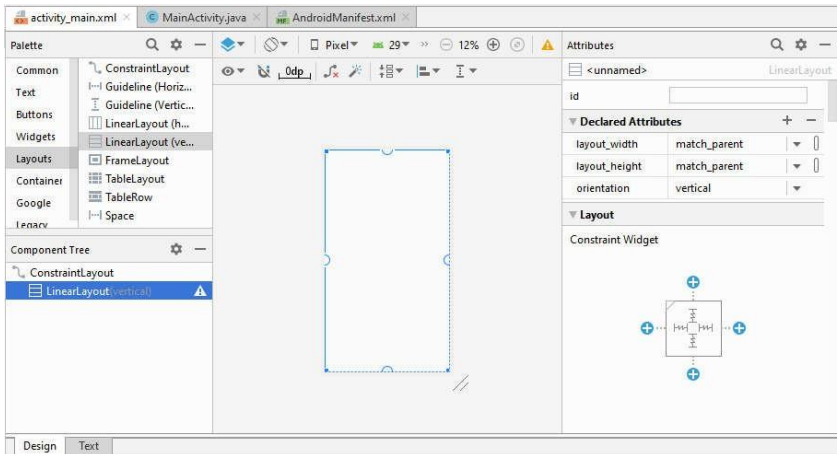 activity_main.xml MainActivity.java AndroidManifest.xml
Palette
Common
Text
Buttons
Widgets
Layouts
Container
Google
Legacy
ConstraintLayout
Guideline (Horiz...
Guideline (Vertic...
LinearLayout (h...
LinearLayout (ve...
FrameLayout
TableLayout
TableRow
Space
Component Tree
ConstraintLayout
LinearLayout(vertical)
Pixel 29 12%
0dp
Attributes
<unnamed> LinearLayout
id
Declared Attributes
layout_width match_parent
layout_height match_parent
orientation vertical
Layout
Constraint Widget
Design Text